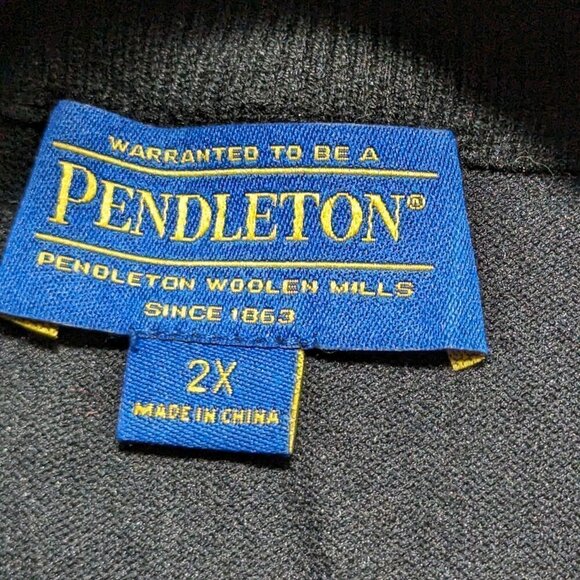 WARRANTED TO BE A
PENDLETON®
PENDLETON WOOLEN MILLS
SINCE 1863
2X
MADE IN CHINA